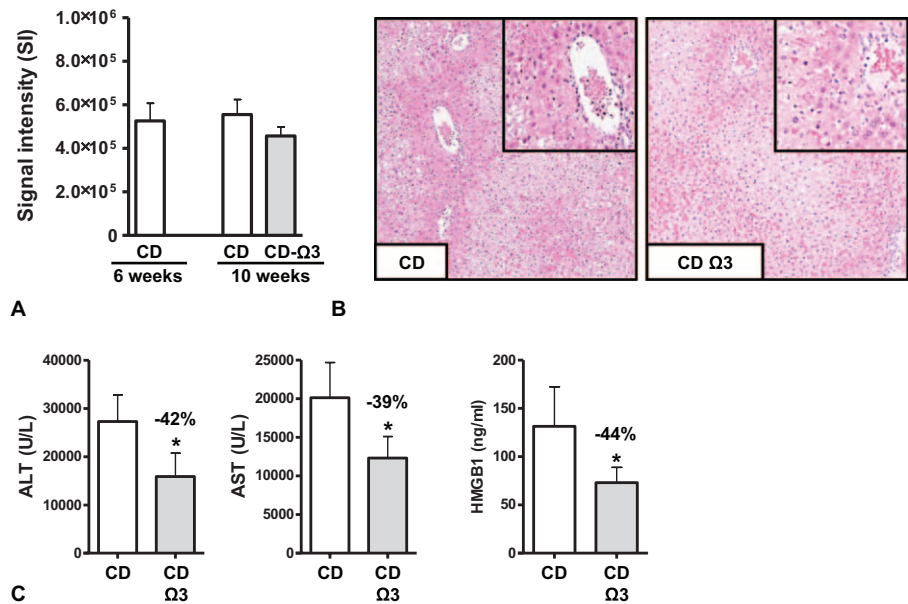 Signal intensity (SI)
1.0×10⁶
8.0×10⁵
6.0×10⁵
4.0×10⁵
2.0×10⁵
0
CD CD CD-Ω3
6 weeks 10 weeks
A
CD
CD Ω3
B
ALT (U/L)
40000
30000
20000
10000
0
-42%
*
CD CD
Ω3
AST (U/L)
25000
20000
15000
10000
5000
0
-39%
*
CD CD
Ω3
HMGB1 (ng/ml)
200
150
100
50
0
-44%
*
CD CD
Ω3
C